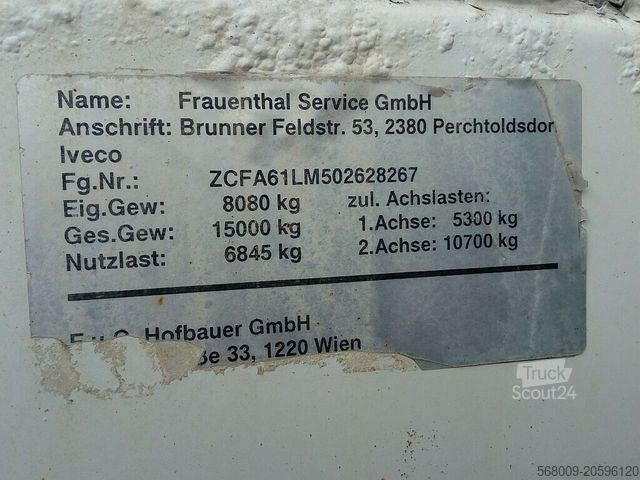 Name: Frauenthal Service GmbH
Anschrift: Brunner Feldstr. 53, 2380 Perchtoldsdor
Iveco
Fg.Nr.: ZCFA61LM502628267
Eig.Gew: 8080 kg zul. Achslasten:
Ges.Gew: 15000 kg 1.Achse: 5300 kg
Nutzlast: 6845 kg 2.Achse: 10700 kg
Hofbauer GmbH
33, 1220 Wien
Truck
Scout24
568009-20596120